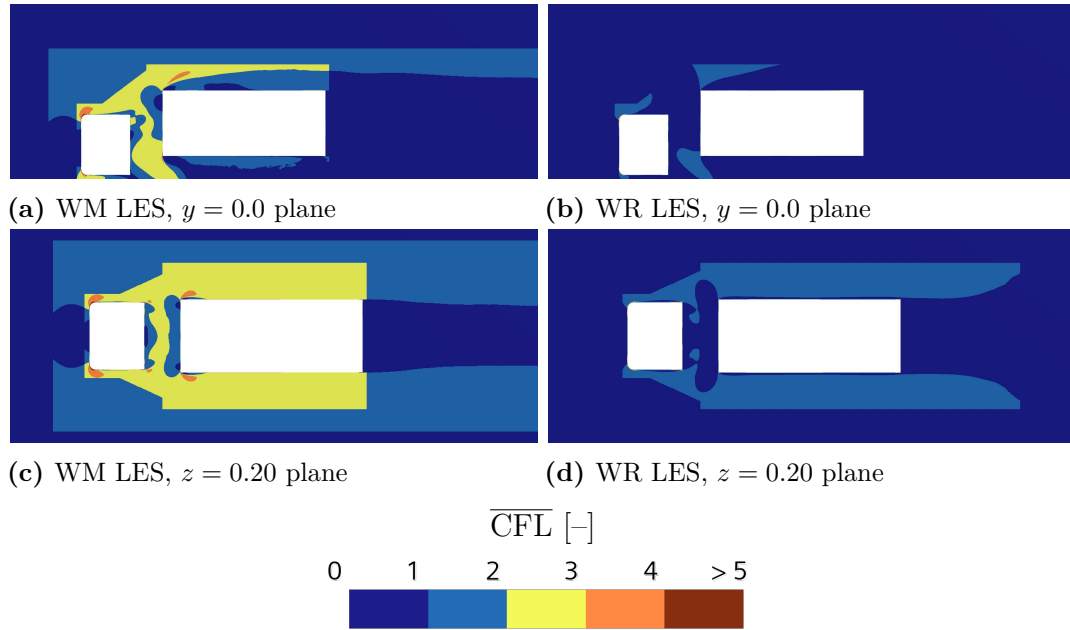 (a) WM LES, y = 0.0 plane
(b) WR LES, y = 0.0 plane
(c) WM LES, z = 0.20 plane
(d) WR LES, z = 0.20 plane
C̅F̅L̅ [–]
0 1 2 3 4 > 5